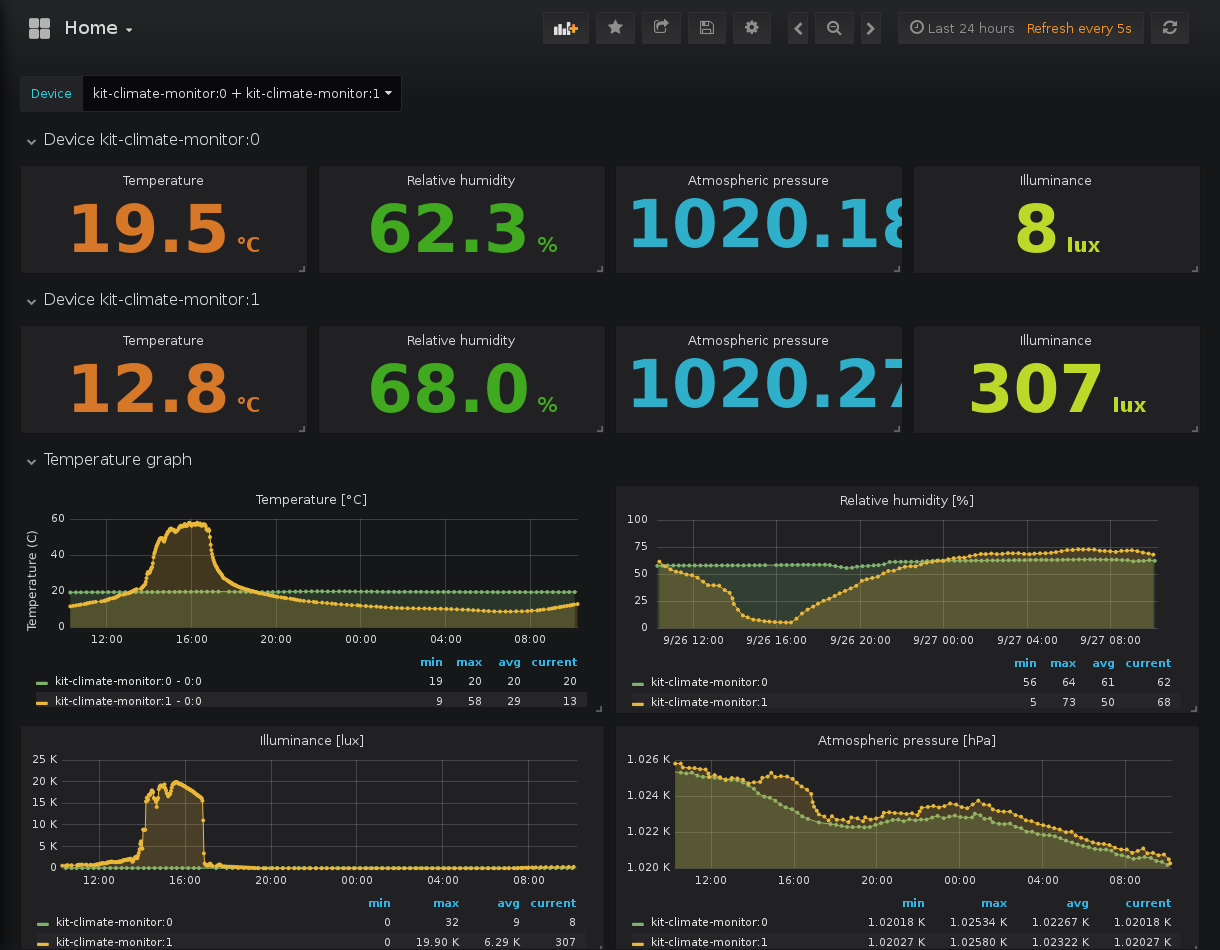 Home
Last 24 hours Refresh every 5s
Device kit-climate-monitor:0 + kit-climate-monitor:1
Device kit-climate-monitor:0
Temperature Relative humidity Atmospheric pressure Illuminance
19.5 °C 62.3 % 1020.18 8 lux
Device kit-climate-monitor:1
Temperature Relative humidity Atmospheric pressure Illuminance
12.8 °C 68.0 % 1020.27 307 lux
Temperature graph
Temperature [°C]
Temperature (C)
60
40
20
0
12:00 16:00 20:00 00:00 04:00 08:00
min max avg current
kit-climate-monitor:0 - 0:0 19 20 20 20
kit-climate-monitor:1 - 0:0 9 58 29 13
Relative humidity [%]
100
75
50
25
0
9/26 12:00 9/26 16:00 9/26 20:00 9/27 00:00 9/27 04:00 9/27 08:00
min max avg current
kit-climate-monitor:0 56 64 61 62
kit-climate-monitor:1 5 73 50 68
Illuminance [lux]
25 K
20 K
15 K
10 K
5 K
0
12:00 16:00 20:00 00:00 04:00 08:00
min max avg current
kit-climate-monitor:0 0 32 9 8
kit-climate-monitor:1 0 19.90 K 6.29 K 307
Atmospheric pressure [hPa]
1.026 K
1.024 K
1.022 K
1.020 K
12:00 16:00 20:00 00:00 04:00 08:00
min max avg current
kit-climate-monitor:0 1.02018 K 1.02534 K 1.02267 K 1.02018 K
kit-climate-monitor:1 1.02027 K 1.02580 K 1.02322 K 1.02027 K